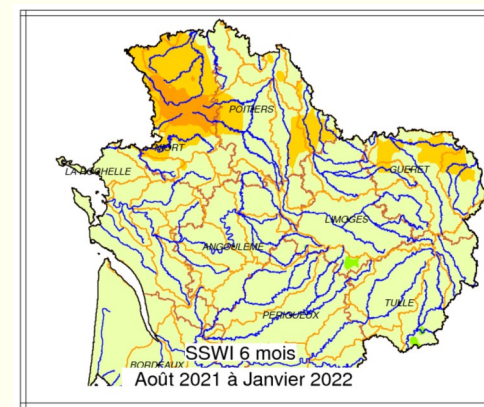 POITIERS
NIORT
LA ROCHELLE
GUERET
LIMOGES
ANGOULEME
TULLE
PERIGUEUX
SSWI 6 mois
BORDEAUX
Août 2021 à Janvier 2022